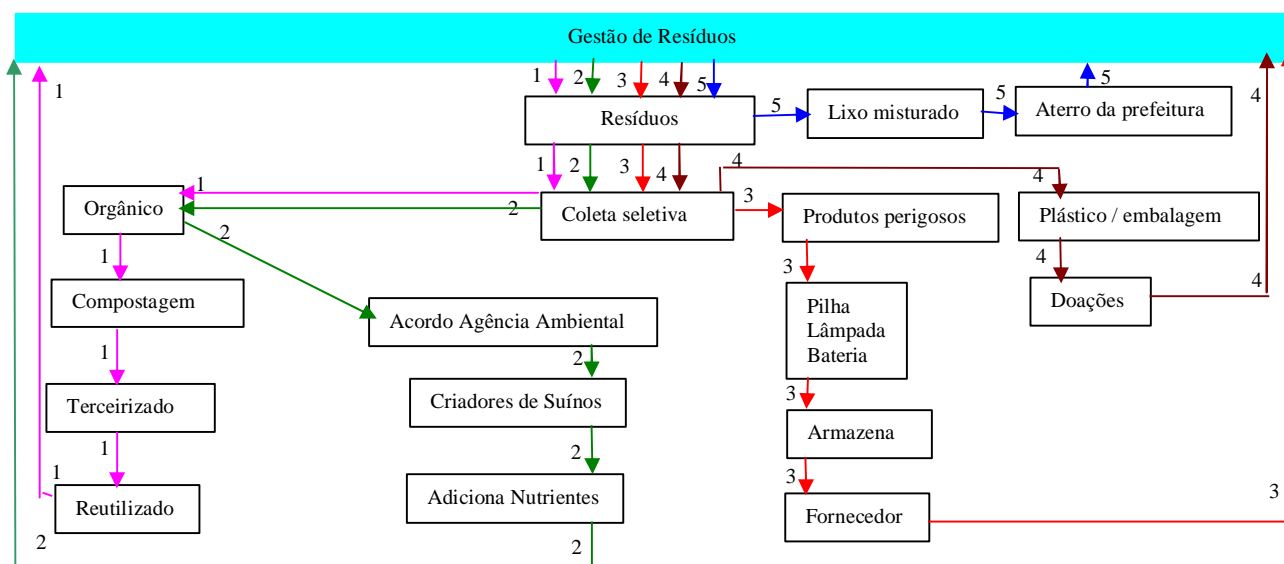 Gestão de Resíduos
1
2
3
4
5
5
1
4
Resíduos
5
Lixo misturado
5
Aterro da prefeitura
1
2
3
4
4
4
1
Orgânico
2
Coleta seletiva
3
Produtos perigosos
Plástico / embalagem
2
1
4
3
Compostagem
Acordo Agência Ambiental
Pilha
Lâmpada
Bateria
Doações
4
1
2
3
Terceirizado
Criadores de Suínos
Armazena
1
2
3
1
Reutilizado
Adiciona Nutrientes
Fornecedor
3
2
2